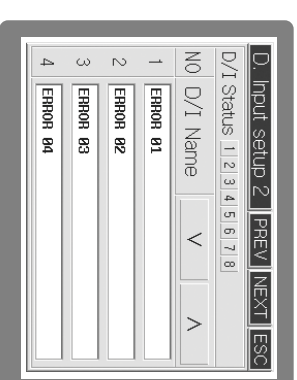 D. Input setup 2 PREV NEXT ESC
D/I Status 1 2 3 4 5 6 7 8
NO D/I Name < >
1 ERROR 01
2 ERROR 02
3 ERROR 03
4 ERROR 04